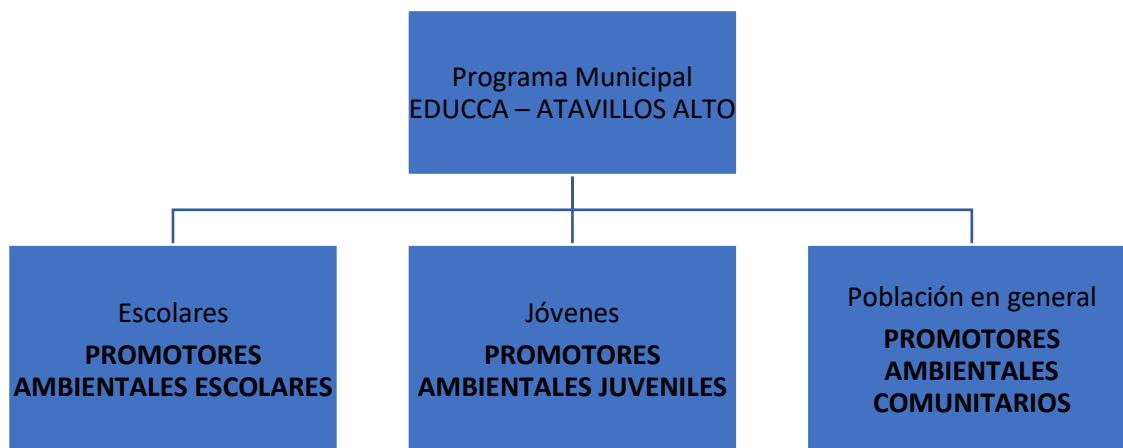 Programa Municipal
EDUCCA – ATAVILLOS ALTO
Escolares
PROMOTORES
AMBIENTALES ESCOLARES
Jóvenes
PROMOTORES
AMBIENTALES JUVENILES
Población en general
PROMOTORES
AMBIENTALES
COMUNITARIOS